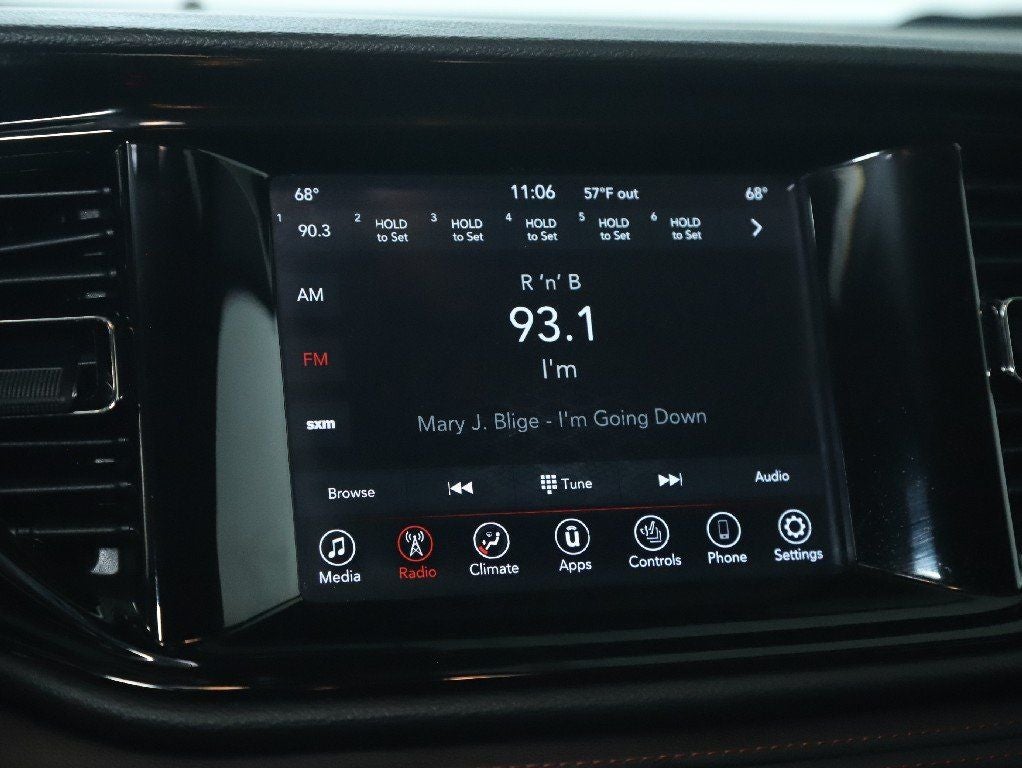 68° 11:06 57°F out 68°
1 90.3 2 HOLD to Set 3 HOLD to Set 4 HOLD to Set 5 HOLD to Set 6 HOLD to Set
R 'n' B
AM
93.1
FM
I'm
sxm
Mary J. Blige - I'm Going Down
Browse Tune Audio
Media Radio Climate Apps Controls Phone Settings